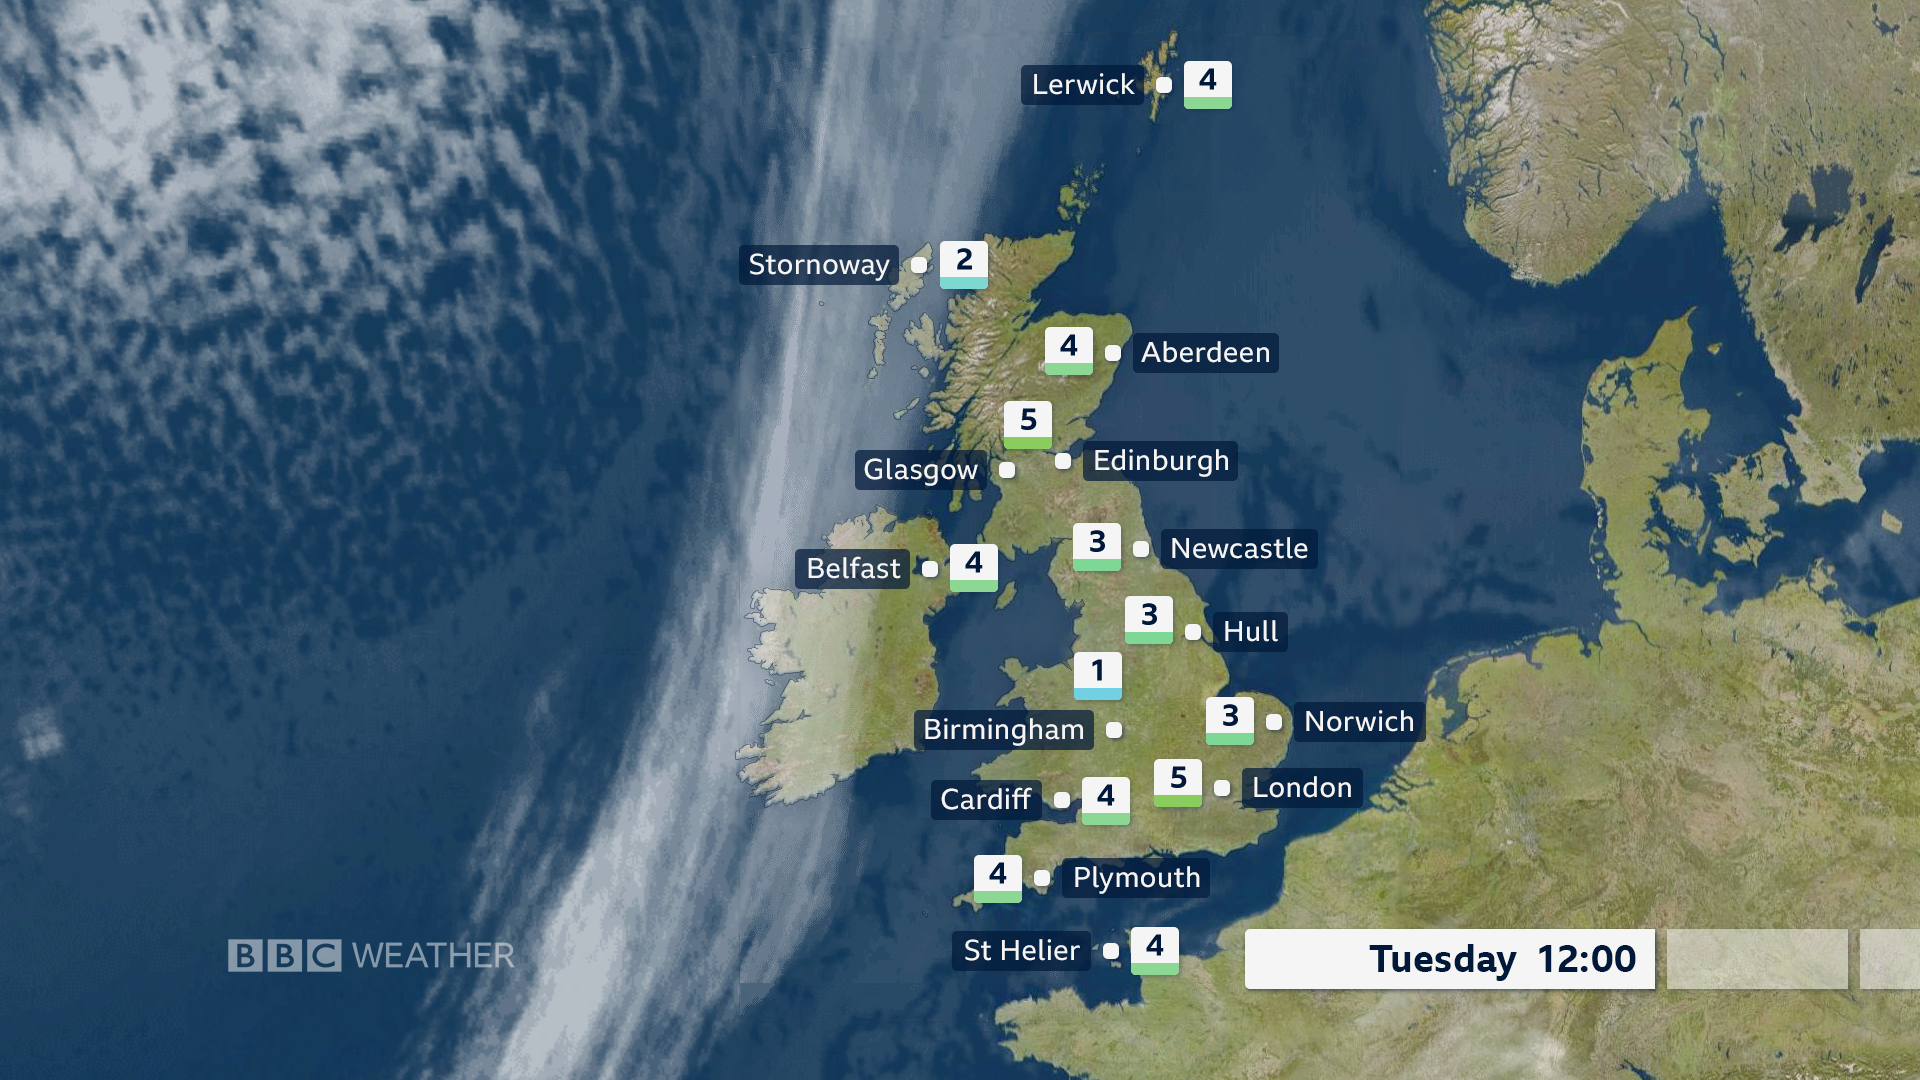 Lerwick 4
Stornoway 2
4 Aberdeen
5
Glasgow Edinburgh
3 Newcastle
Belfast 4
3 Hull
1
Birmingham
3 Norwich
Cardiff 4
5 London
4 Plymouth
St Helier 4
BBC WEATHER
Tuesday 12:00